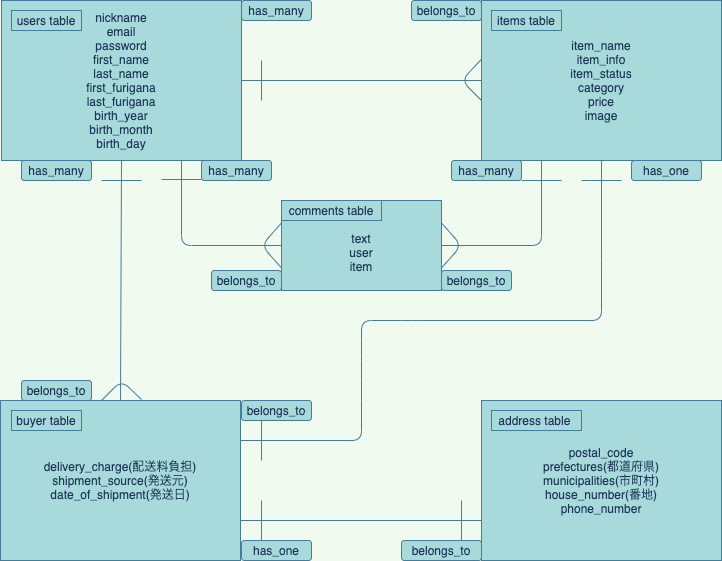 users table
nickname
email
password
first_name
last_name
first_furigana
last_furigana
birth_year
birth_month
birth_day
has_many
belongs_to
items table
item_name
item_info
item_status
category
price
image
has_many
has_many
has_many
has_one
comments table
text
user
item
belongs_to
belongs_to
belongs_to
buyer table
delivery_charge(配送料負担)
shipment_source(発送元)
date_of_shipment(発送日)
belongs_to
has_one
address table
postal_code
prefectures(都道府県)
municipalities(市町村)
house_number(番地)
phone_number
belongs_to